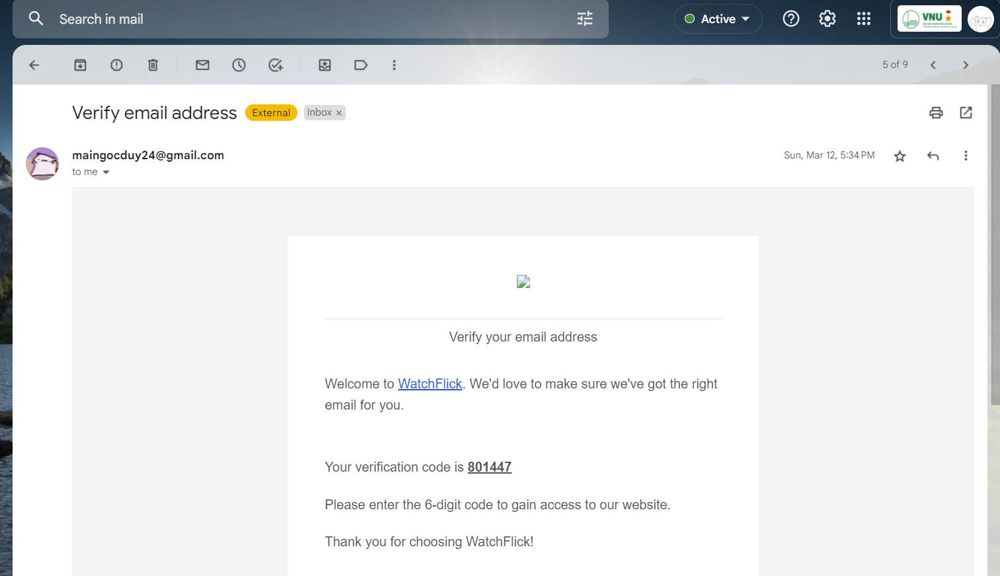 Search in mail
Active
VNU
5 of 9
Verify email address
External
Inbox ×
maingocduy24@gmail.com
Sun, Mar 12, 5:34 PM
to me
Verify your email address
Welcome to WatchFlick. We'd love to make sure we've got the right
email for you.
Your verification code is 801447
Please enter the 6-digit code to gain access to our website.
Thank you for choosing WatchFlick!